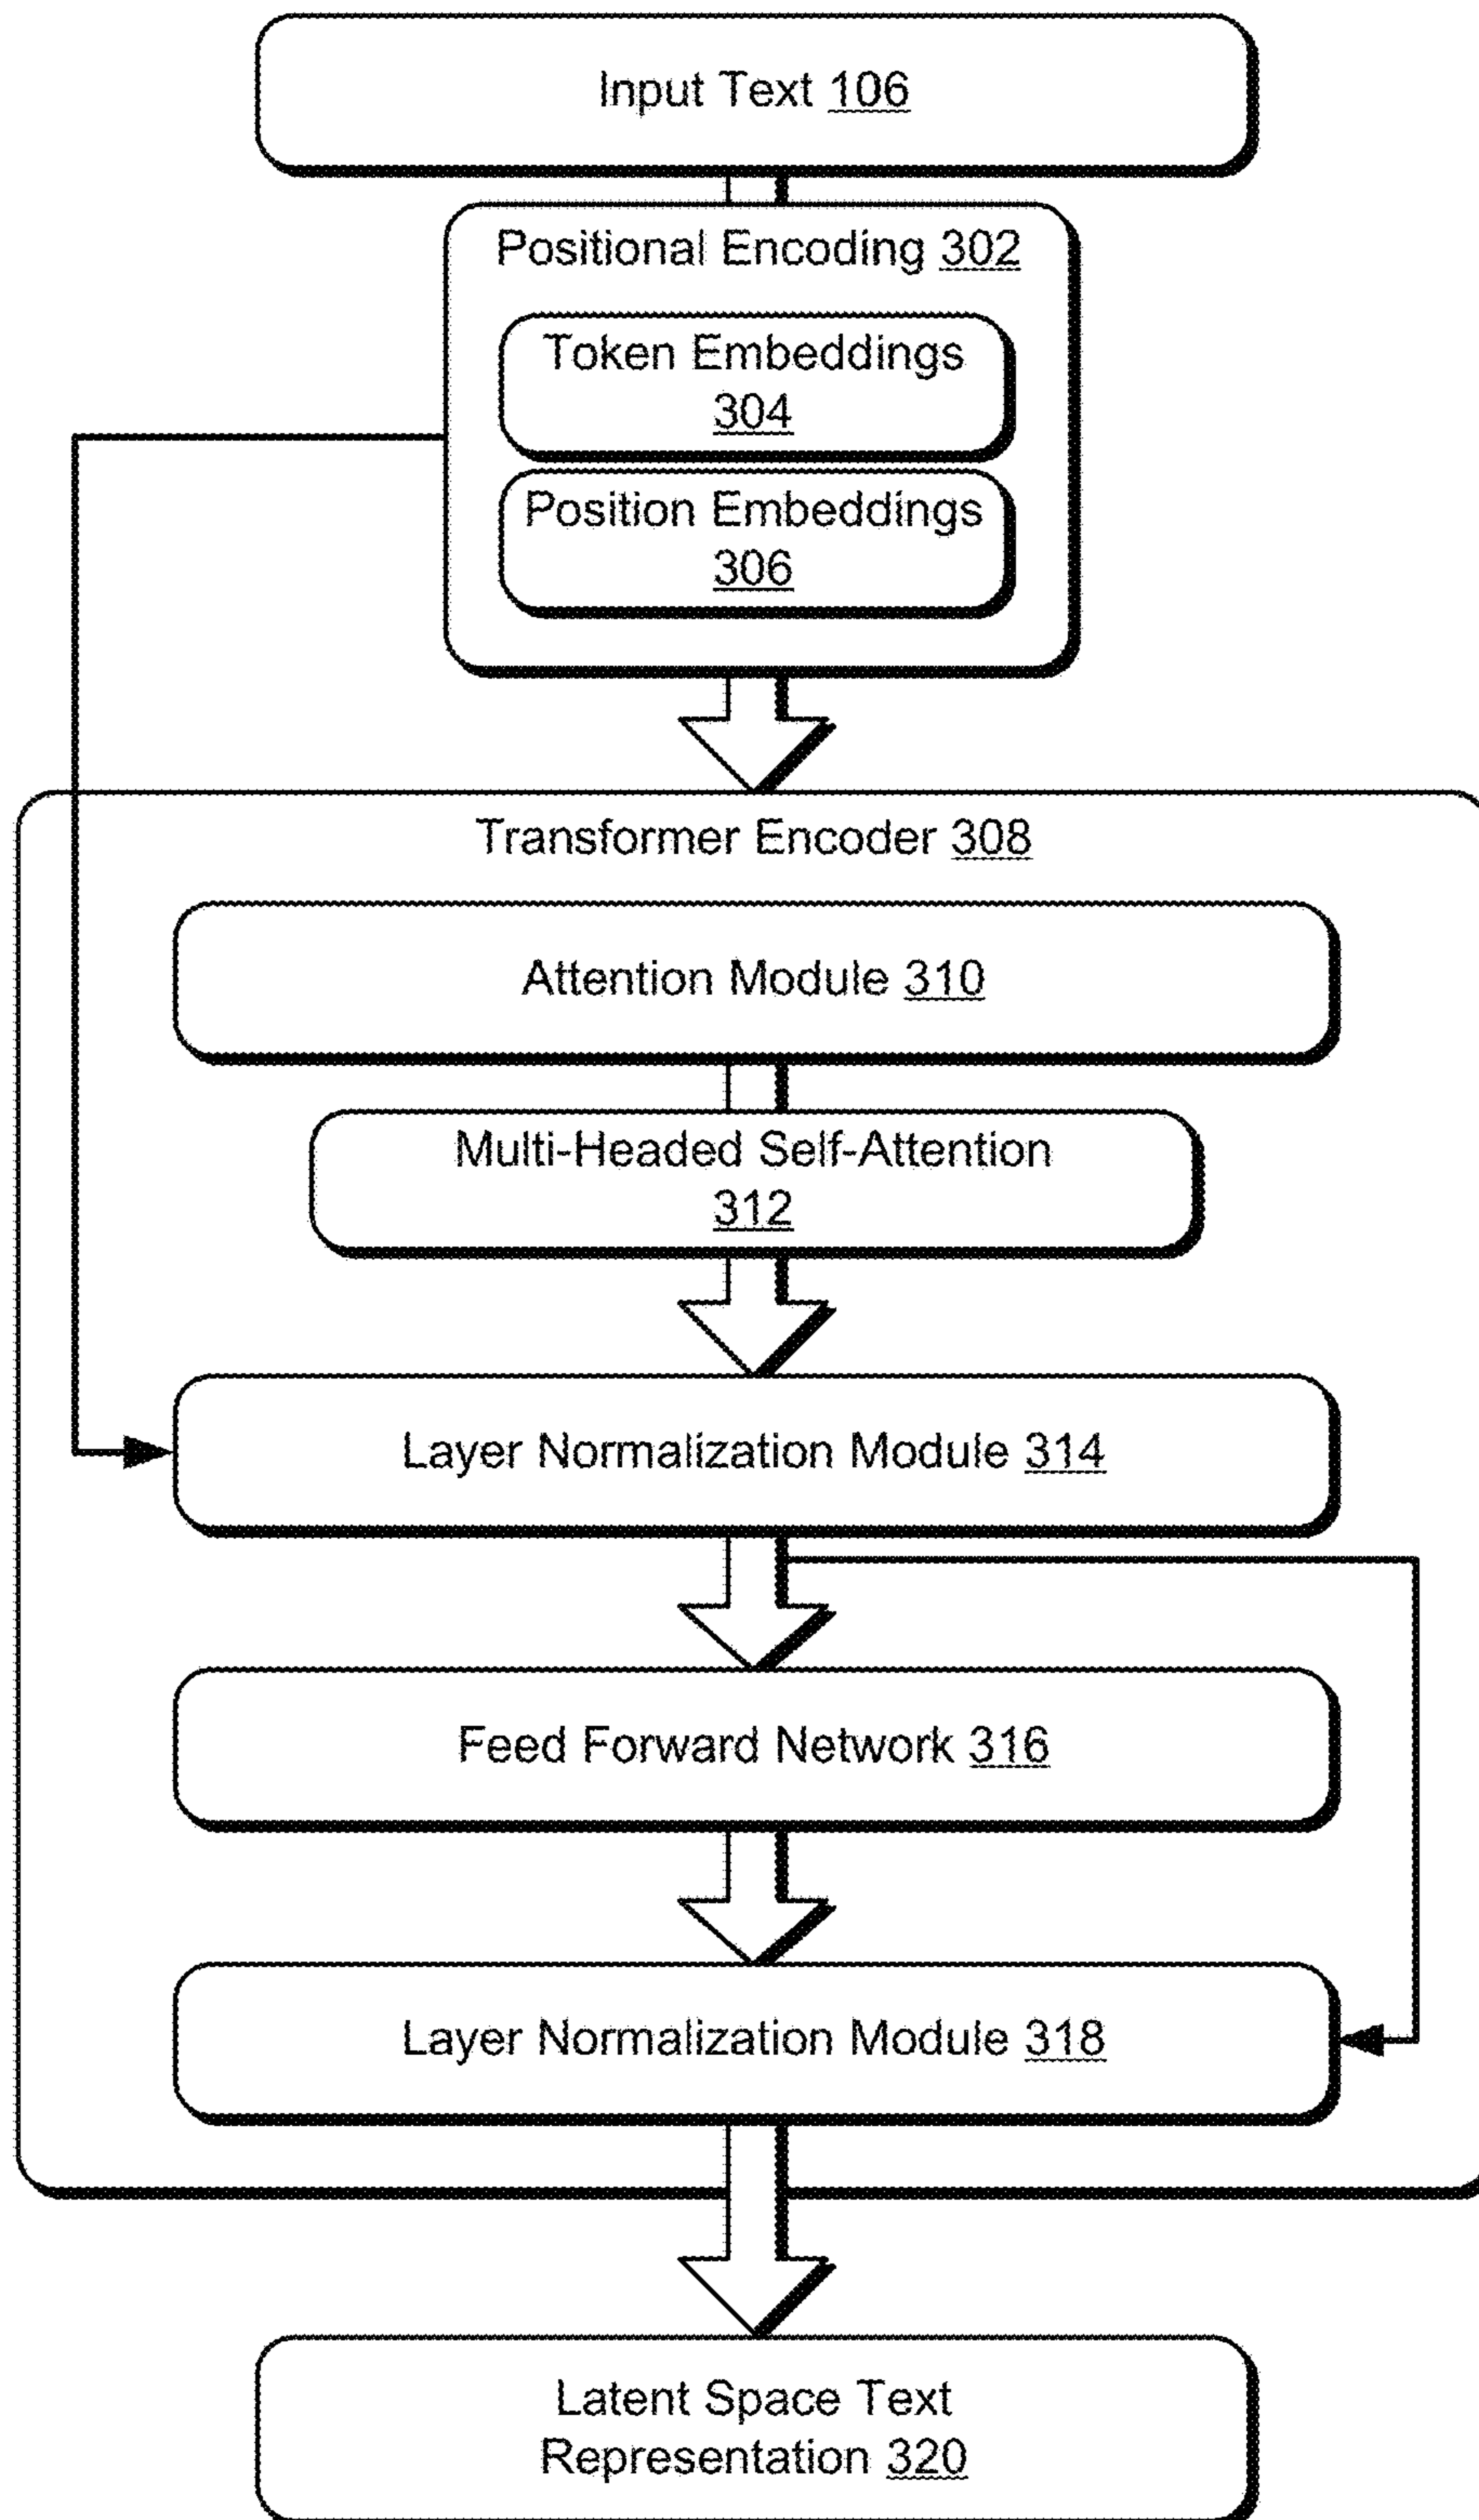 Input Text 106
Positional Encoding 302
Token Embeddings
304
Position Embeddings
306
Transformer Encoder 308
Attention Module 310
Multi-Headed Self-Attention
312
Layer Normalization Module 314
Feed Forward Network 316
Layer Normalization Module 318
Latent Space Text
Representation 320